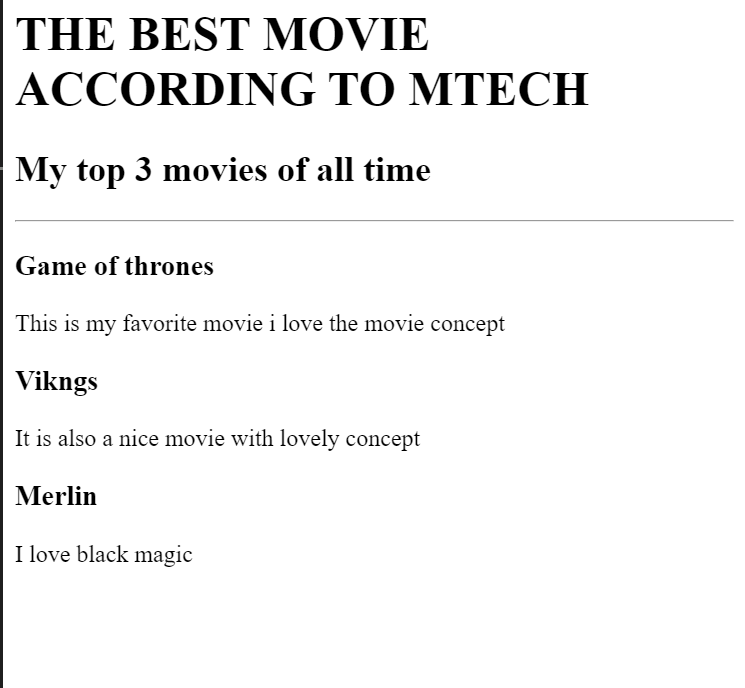 THE BEST MOVIE
ACCORDING TO MTECH
My top 3 movies of all time
Game of thrones
This is my favorite movie i love the movie concept
Vikngs
It is also a nice movie with lovely concept
Merlin
I love black magic